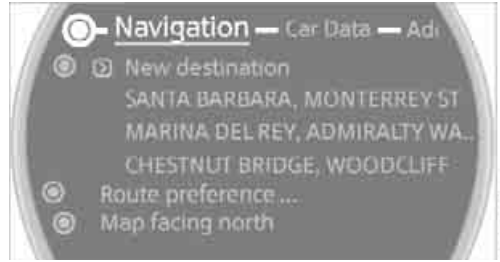 Navigation — Car Data — Ad
New destination
SANTA BARBARA, MONTERREY ST
MARINA DEL REY, ADMIRALTY WA..
CHESTNUT BRIDGE, WOODCLIFF
Route preference ...
Map facing north